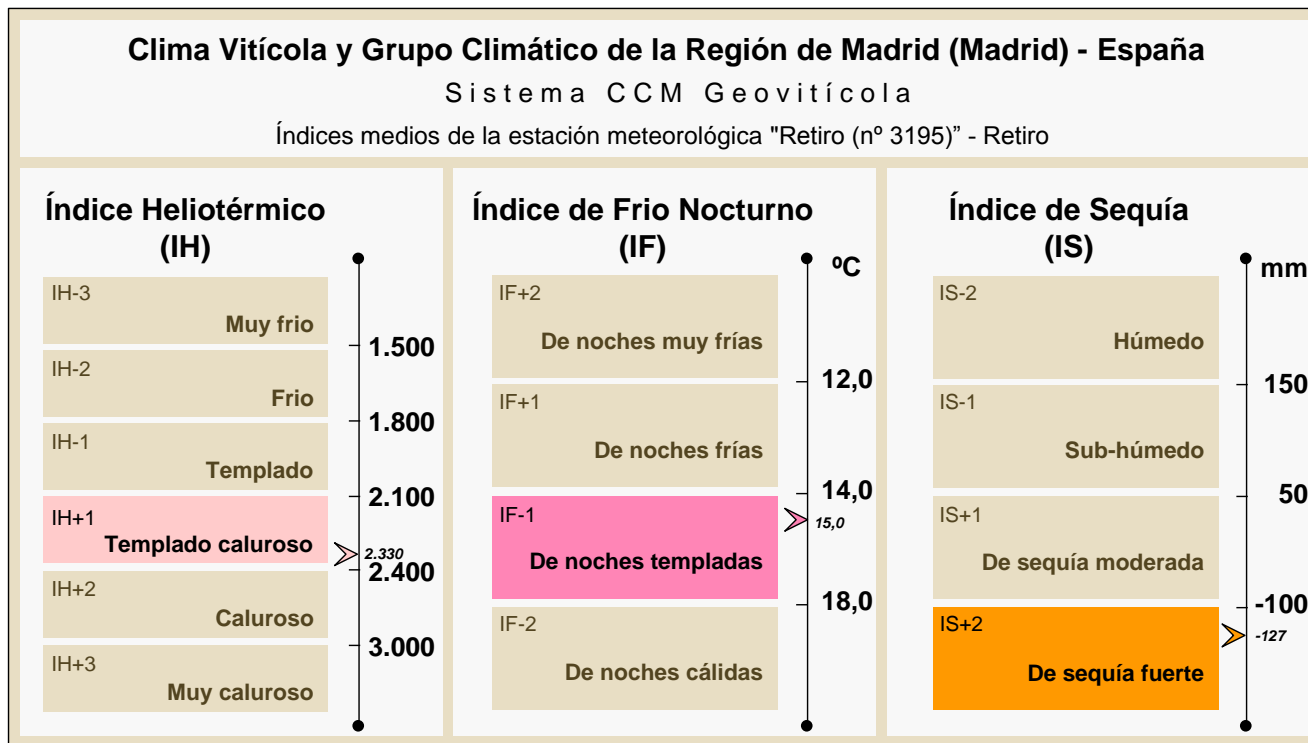 Clima Vitícola y Grupo Climático de la Región de Madrid (Madrid) - España
Sistema CCM Geovitícola
Índices medios de la estación meteorológica "Retiro (nº 3195)” - Retiro
Índice Heliotérmico
(IH)
IH-3
Muy frio
1.500
IH-2
Frio
1.800
IH-1
Templado
2.100
IH+1
Templado caluroso
2.330
2.400
IH+2
Caluroso
3.000
IH+3
Muy caluroso
Índice de Frio Nocturno
(IF)
ºC
IF+2
De noches muy frías
12,0
IF+1
De noches frías
14,0
IF-1
15,0
De noches templadas
18,0
IF-2
De noches cálidas
Índice de Sequía
(IS)
mm
IS-2
Húmedo
150
IS-1
Sub-húmedo
50
IS+1
De sequía moderada
-100
IS+2
-127
De sequía fuerte